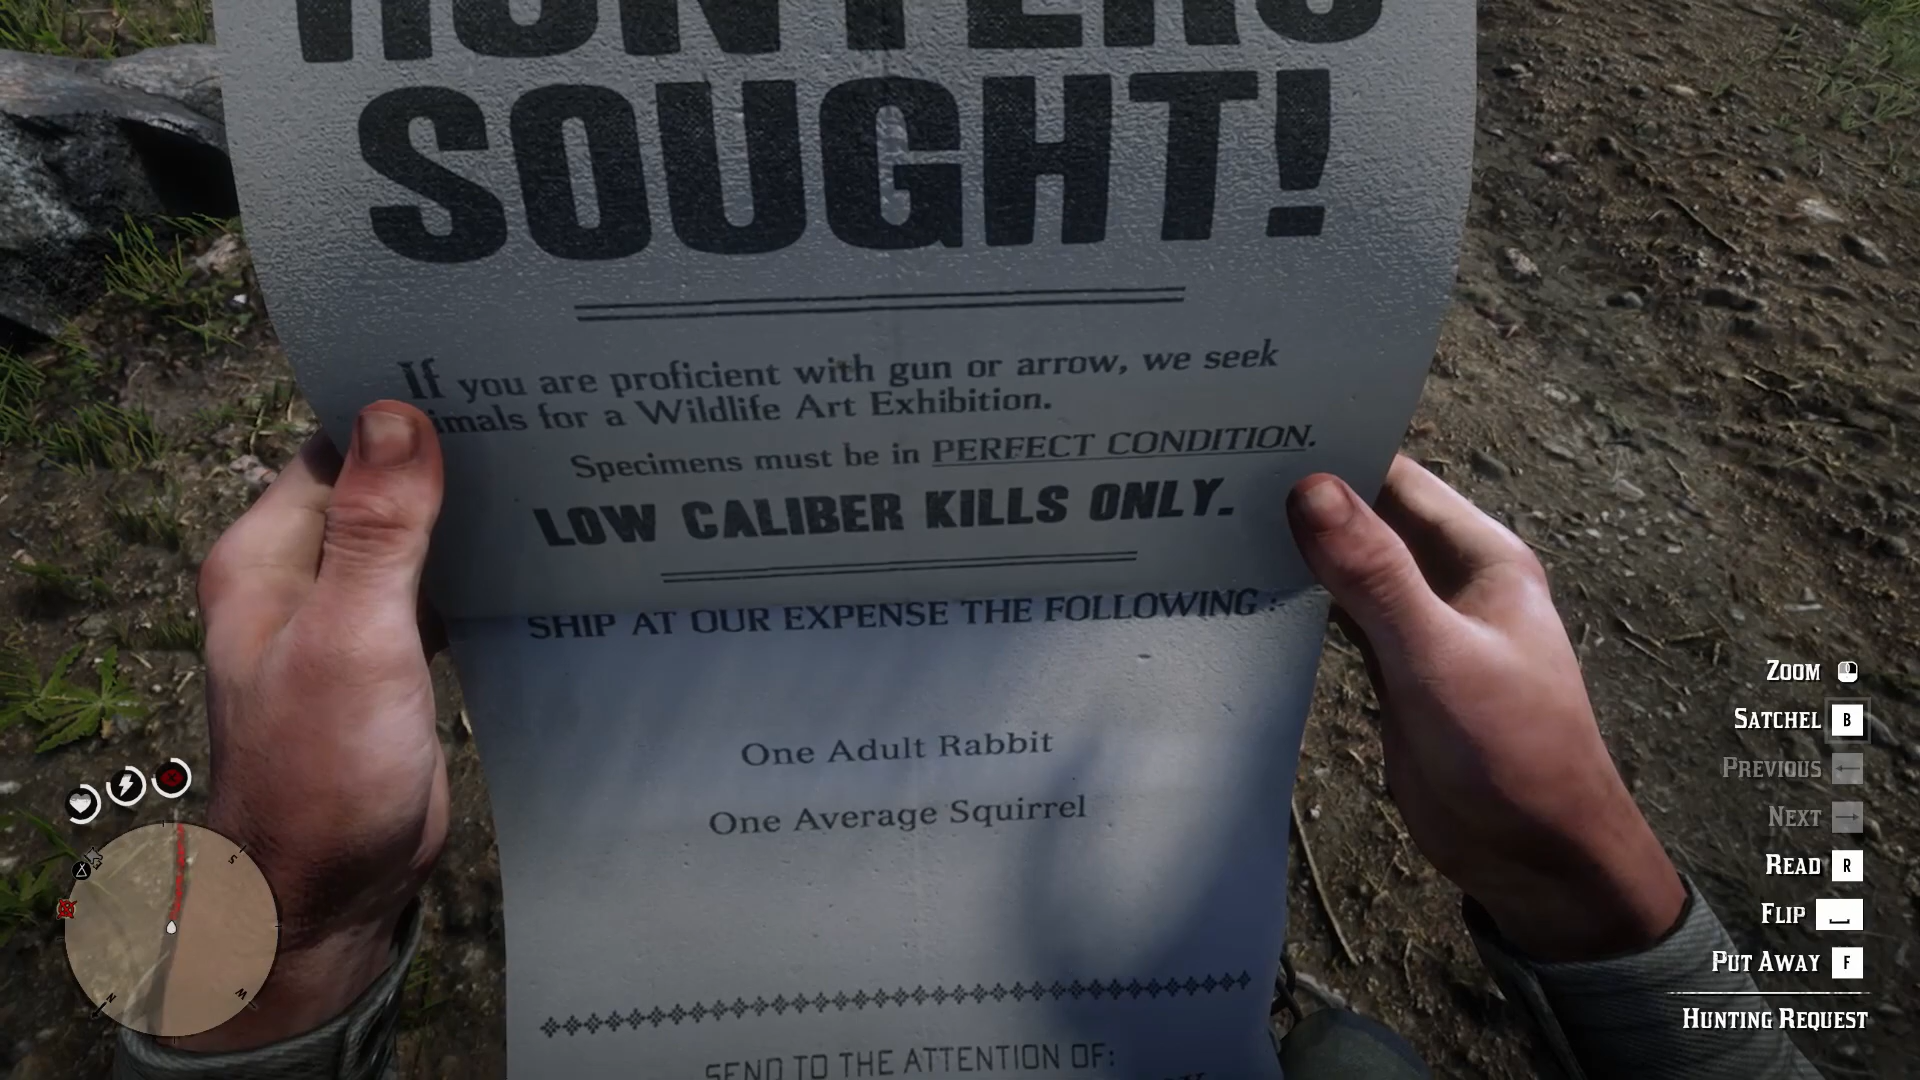 HUNTERS
SOUGHT!
If you are proficient with gun or arrow, we seek
imals for a Wildlife Art Exhibition.
Specimens must be in PERFECT CONDITION.
LOW CALIBER KILLS ONLY.
SHIP AT OUR EXPENSE THE FOLLOWING :-
One Adult Rabbit
One Average Squirrel
SEND TO THE ATTENTION OF:
ZOOM
SATCHEL B
PREVIOUS ←
NEXT →
READ R
FLIP
PUT AWAY F
HUNTING REQUEST
S
N
W